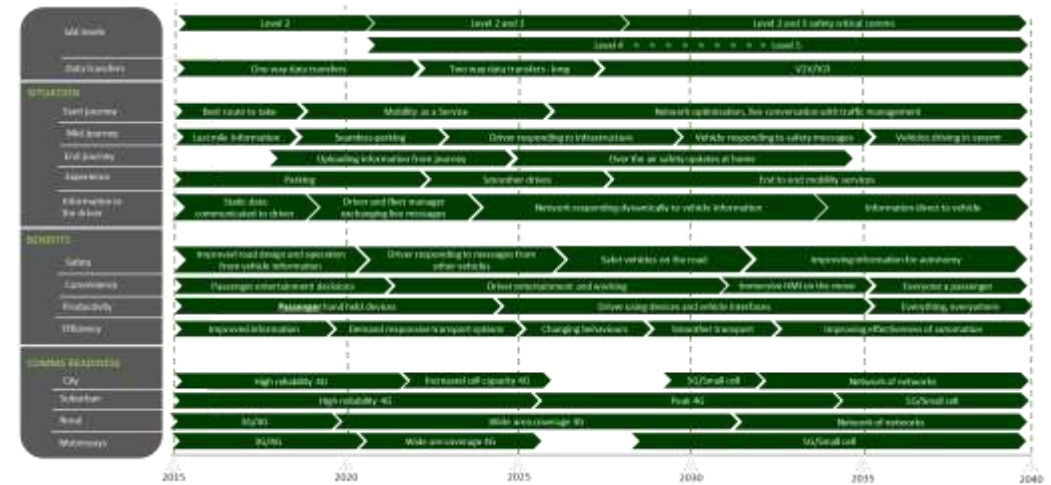 SAE levels
Level 2
Level 2 and 3
Level 2 and 3 safety critical comms
Level 4 Level 5
Data transfers
One way data transfers
Two way data transfers - long
V2X/V2I
SITUATION
Start journey
Best route to take
Mobility as a Service
Network optimisation, live conversation with traffic management
Mid journey
Last mile information
Seamless parking
Driver responding to infrastructure
Vehicle responding to safety messages
Vehicles driving in swarm
End journey
Uploading information from journey
Over the air safety updates at home
Experience
Parking
Smoother drives
End to end mobility services
Information to
the driver
Static data
communicated to driver
Driver and fleet manager
exchanging live messages
Network responding dynamically to vehicle information
Information direct to vehicle
BENEFITS
Safety
Improved road design and operation
from vehicle information
Driver responding to messages from
other vehicles
Safer vehicles on the road
Improving information for autonomy
Convenience
Passenger entertainment decisions
Driver entertainment and working
Immersive HMI on the move
Everyone a passenger
Productivity
Passenger hand held devices
Driver using devices and vehicle interfaces
Everything, everywhere
Efficiency
Improved information
Demand responsive transport options
Changing behaviours
Smoother transport
Improving effectiveness of automation
COMMS READINESS
City
High reliability 4G
Increased cell capacity 4G
5G/Small cell
Network of networks
Suburban
High reliability 4G
Peak 4G
5G/Small cell
Rural
3G/4G
Wide area coverage 4G
Network of networks
Motorways
3G/4G
Wide area coverage 4G
5G/Small cell
2015
2020
2025
2030
2035
2040